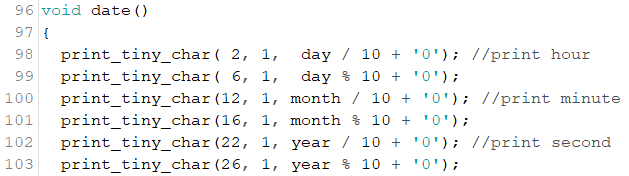 96 void date()
97 {
98   print_tiny_char( 2, 1,  day / 10 + '0'); //print hour
99   print_tiny_char( 6, 1,  day % 10 + '0');
100   print_tiny_char(12, 1, month / 10 + '0'); //print minute
101   print_tiny_char(16, 1, month % 10 + '0');
102   print_tiny_char(22, 1, year / 10 + '0'); //print second
103   print_tiny_char(26, 1, year % 10 + '0');